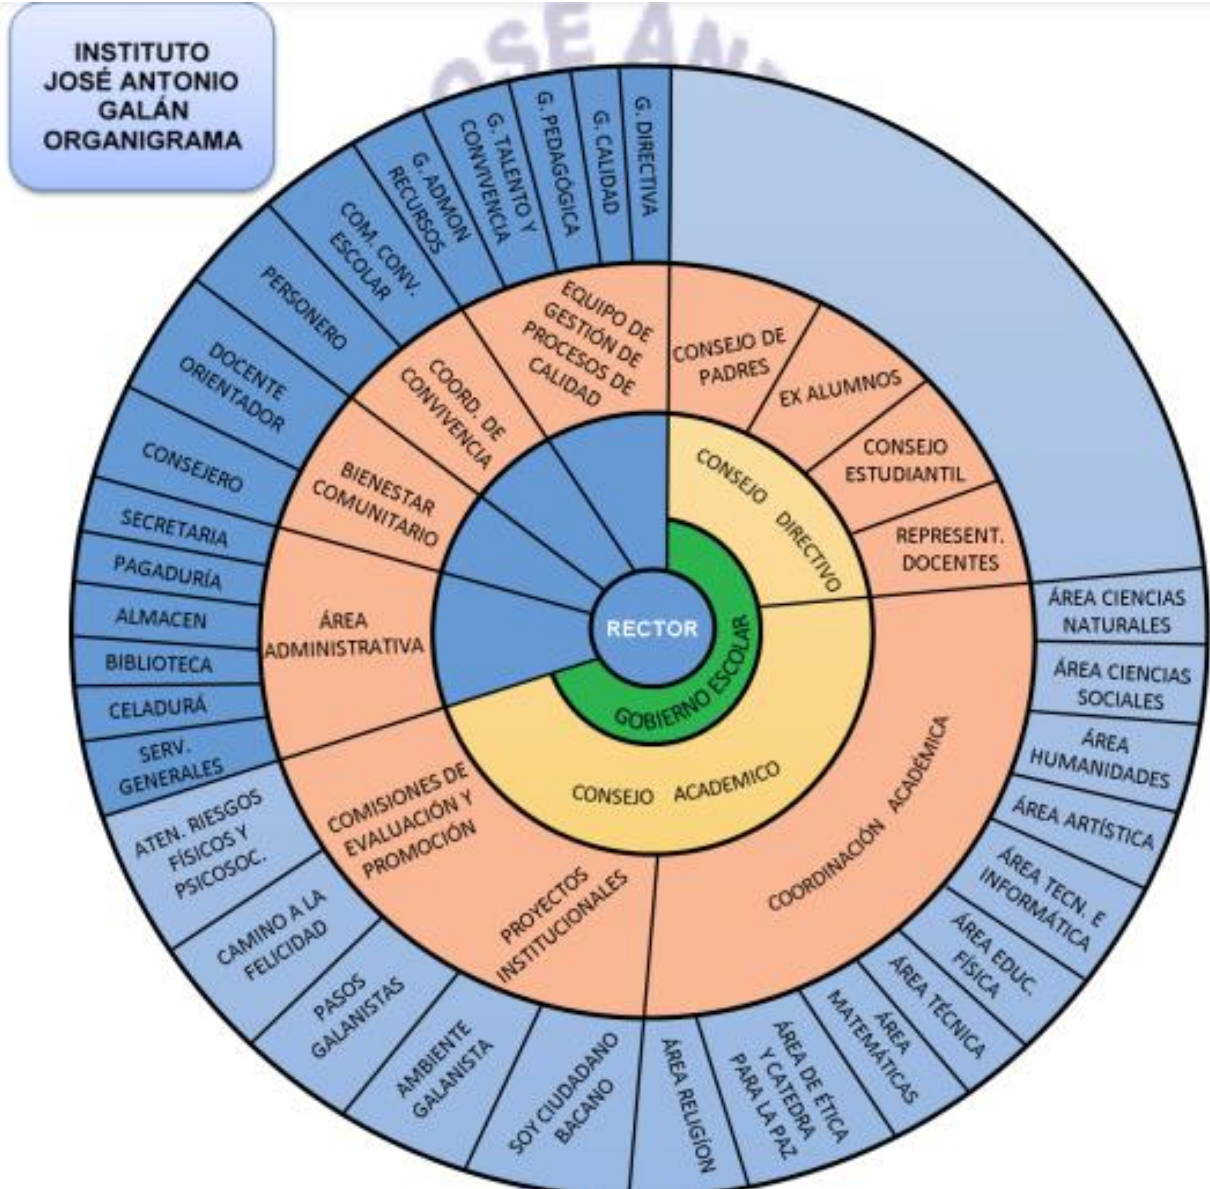 INSTITUTO
JOSÉ ANTONIO
GALÁN
ORGANIGRAMA
G. DIRECTIVA
G. CALIDAD
G. PEDAGÓGICA
G. TALENTO Y
CONVIVENCIA
G. ADMON
RECURSOS
COM. CONV.
ESCOLAR
PERSONERO
DOCENTE
ORIENTADOR
CONSEJERO
SECRETARIA
PAGADURÍA
ALMACEN
BIBLIOTECA
CELADURÁ
SERV.
GENERALES
ATEN. RIESGOS
FÍSICOS Y
PSICOSOC.
CAMINO A LA
FELICIDAD
PASOS
GALANISTAS
AMBIENTE
GALANISTA
SOY CIUDADANO
BACANO
ÁREA RELIGÍON
ÁREA DE ÉTICA
Y CATEDRA
PARA LA PAZ
ÁREA
MATEMÁTICAS
ÁREA TÉCNICA
ÁREA EDUC.
FÍSICA
ÁREA TECN. E
INFORMÁTICA
ÁREA ARTÍSTICA
ÁREA
HUMANIDADES
ÁREA CIENCIAS
SOCIALES
ÁREA CIENCIAS
NATURALES
EQUIPO DE
GESTIÓN DE
PROCESOS DE
CALIDAD
COORD. DE
CONVIVENCIA
BIENESTAR
COMUNITARIO
ÁREA
ADMINISTRATIVA
COMISIONES DE
EVALUACIÓN Y
PROMOCIÓN
PROYECTOS
INSTITUCIONALES
COORDINACIÓN ACADÉMICA
REPRESENT.
DOCENTES
CONSEJO
ESTUDIANTIL
EX ALUMNOS
CONSEJO DE
PADRES
CONSEJO DIRECTIVO
CONSEJO ACADEMICO
GOBIERNO ESCOLAR
RECTOR